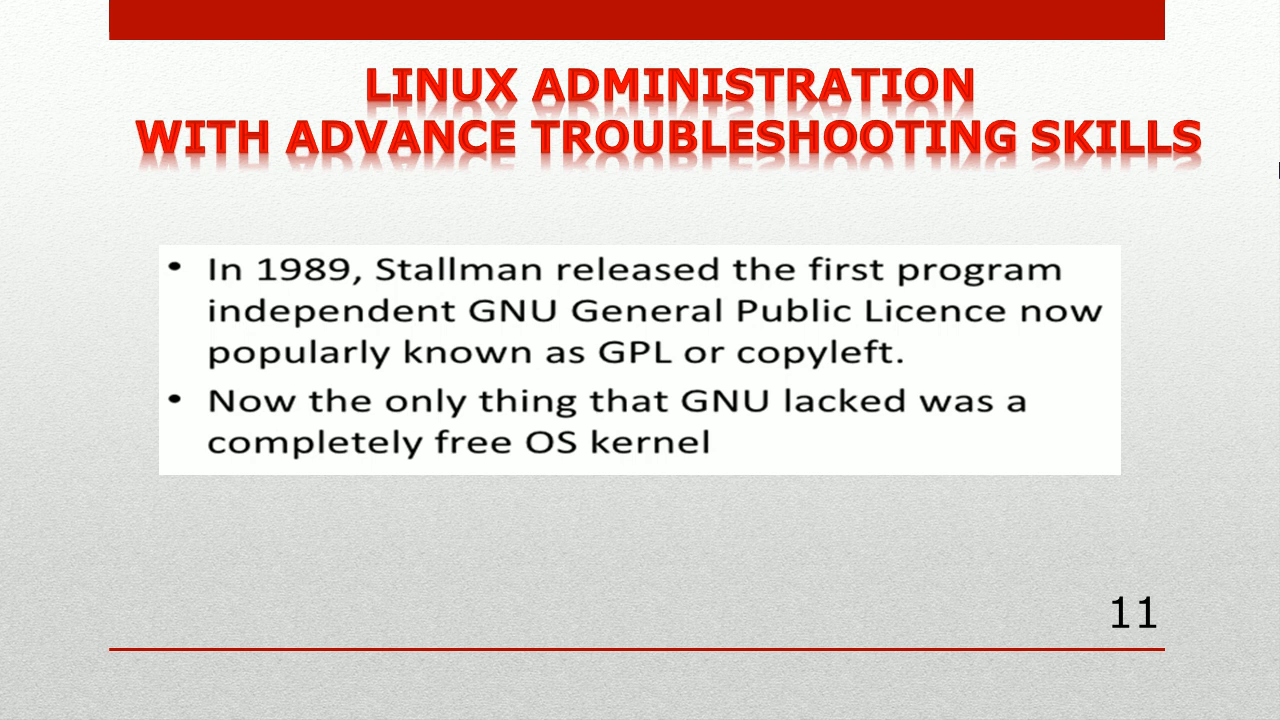 LINUX ADMINISTRATION
WITH ADVANCE TROUBLESHOOTING SKILLS
• In 1989, Stallman released the first program
independent GNU General Public Licence now
popularly known as GPL or copyleft.
• Now the only thing that GNU lacked was a
completely free OS kernel
11